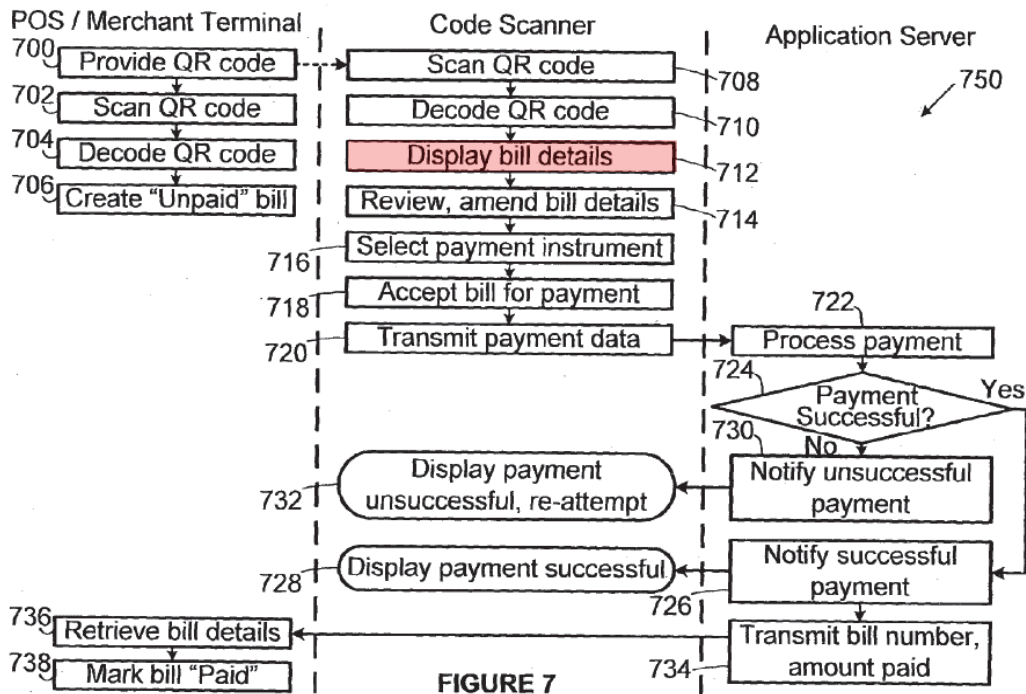 POS / Merchant Terminal
Code Scanner
Application Server
700
Provide QR code
Scan QR code
708
750
702
Scan QR code
Decode QR code
710
704
Decode QR code
Display bill details
712
706
Create “Unpaid” bill
Review, amend bill details
714
716
Select payment instrument
718
Accept bill for payment
722
720
Transmit payment data
Process payment
724
Payment
Successful?
Yes
730
No
732
Display payment
unsuccessful, re-attempt
Notify unsuccessful
payment
728
Display payment successful
Notify successful
payment
726
736
Retrieve bill details
Transmit bill number,
amount paid
734
738
Mark bill “Paid”
FIGURE 7